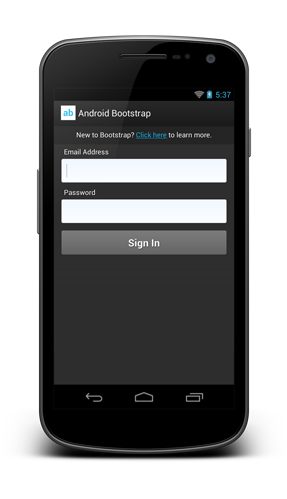 5:37
ab Android Bootstrap
New to Bootstrap? Click here to learn more.
Email Address
Password
Sign In